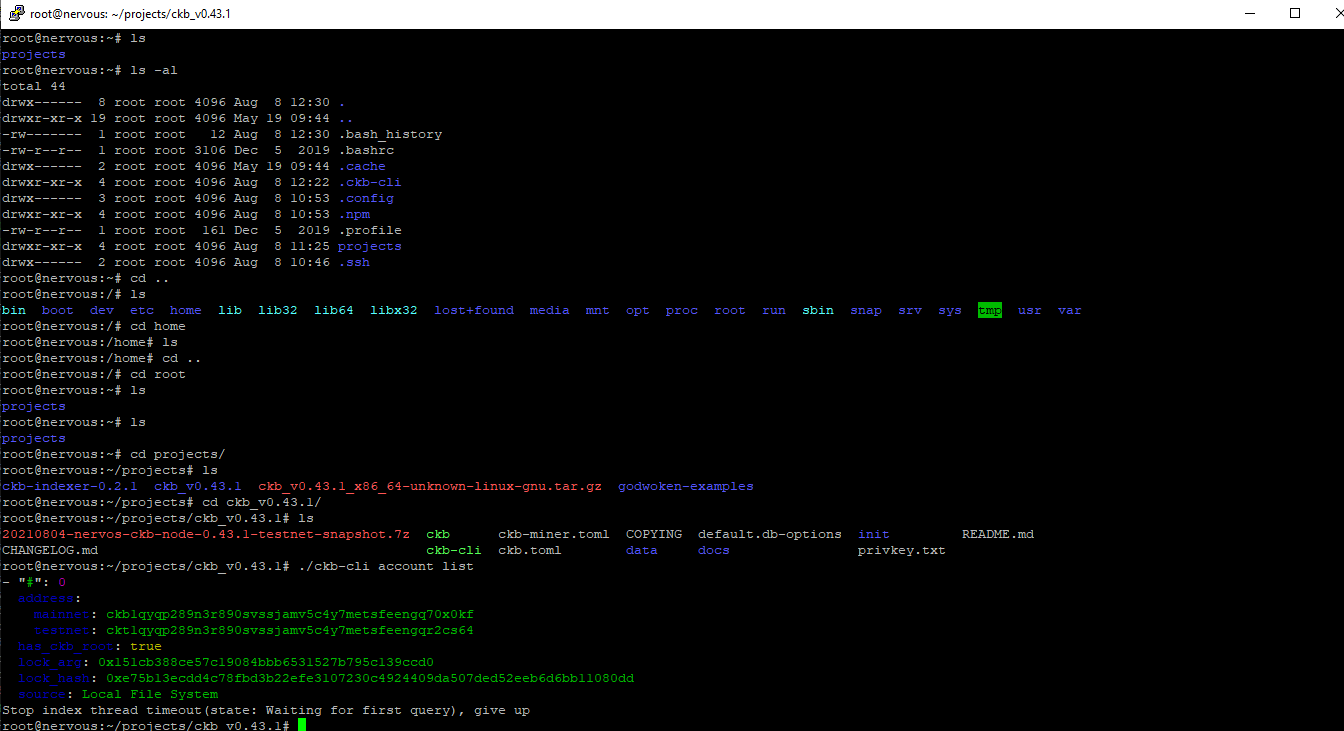 root@nervous: ~/projects/ckb_v0.43.1
root@nervous:~# ls
projects
root@nervous:~# ls -al
total 44
drwx------  8 root root 4096 Aug  8 12:30 .
drwxr-xr-x 19 root root 4096 May 19 09:44 ..
-rw-------  1 root root   12 Aug  8 12:30 .bash_history
-rw-r--r--  1 root root 3106 Dec  5  2019 .bashrc
drwx------  2 root root 4096 May 19 09:44 .cache
drwxr-xr-x  4 root root 4096 Aug  8 12:22 .ckb-cli
drwx------  3 root root 4096 Aug  8 10:53 .config
drwxr-xr-x  4 root root 4096 Aug  8 10:53 .npm
-rw-r--r--  1 root root  161 Dec  5  2019 .profile
drwxr-xr-x  4 root root 4096 Aug  8 11:25 projects
drwx------  2 root root 4096 Aug  8 10:46 .ssh
root@nervous:~# cd ..
root@nervous:/# ls
bin  boot  dev  etc  home  lib  lib32  lib64  libx32  lost+found  media  mnt  opt  proc  root  run  sbin  snap  srv  sys  tmp  usr  var
root@nervous:/# cd home
root@nervous:/home# ls
root@nervous:/home# cd ..
root@nervous:/# cd root
root@nervous:~# ls
projects
root@nervous:~# ls
projects
root@nervous:~# cd projects/
root@nervous:~/projects# ls
ckb-indexer-0.2.1  ckb_v0.43.1  ckb_v0.43.1_x86_64-unknown-linux-gnu.tar.gz  godwoken-examples
root@nervous:~/projects# cd ckb_v0.43.1/
root@nervous:~/projects/ckb_v0.43.1# ls
20210804-nervos-ckb-node-0.43.1-testnet-snapshot.7z  ckb      ckb-miner.toml  COPYING  default.db-options  init         README.md
CHANGELOG.md                                         ckb-cli  ckb.toml        data     docs                privkey.txt
root@nervous:~/projects/ckb_v0.43.1# ./ckb-cli account list
- "#": 0
  address:
    mainnet: ckb1qyqp289n3r890svssjamv5c4y7metsfeengq70x0kf
    testnet: ckt1qyqp289n3r890svssjamv5c4y7metsfeengqr2cs64
  has_ckb_root: true
  lock_arg: 0x151cb388ce57c19084bbb6531527b795c139ccd0
  lock_hash: 0xe75b13ecdd4c78fbd3b22efe3107230c4924409da507ded52eeb6d6bb11080dd
  source: Local File System
Stop index thread timeout(state: Waiting for first query), give up
root@nervous:~/projects/ckb_v0.43.1#